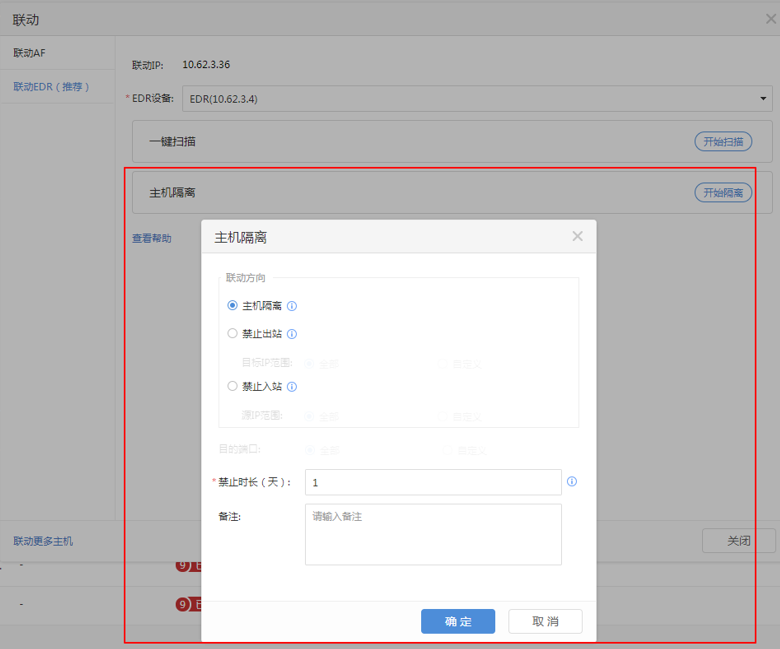 联动
联动AF
联动EDR（推荐）
联动IP: 10.62.3.36
* EDR设备: EDR(10.62.3.4)
一键扫描 开始扫描
主机隔离 开始隔离
查看帮助
主机隔离
联动方向
主机隔离
禁止出站
目标IP范围: 全部 自定义
禁止入站
源IP范围: 全部 自定义
目的端口: 全部 自定义
* 禁止时长（天）: 1
备注: 请输入备注
确定 取消
联动更多主机 关闭
-
9
- 9